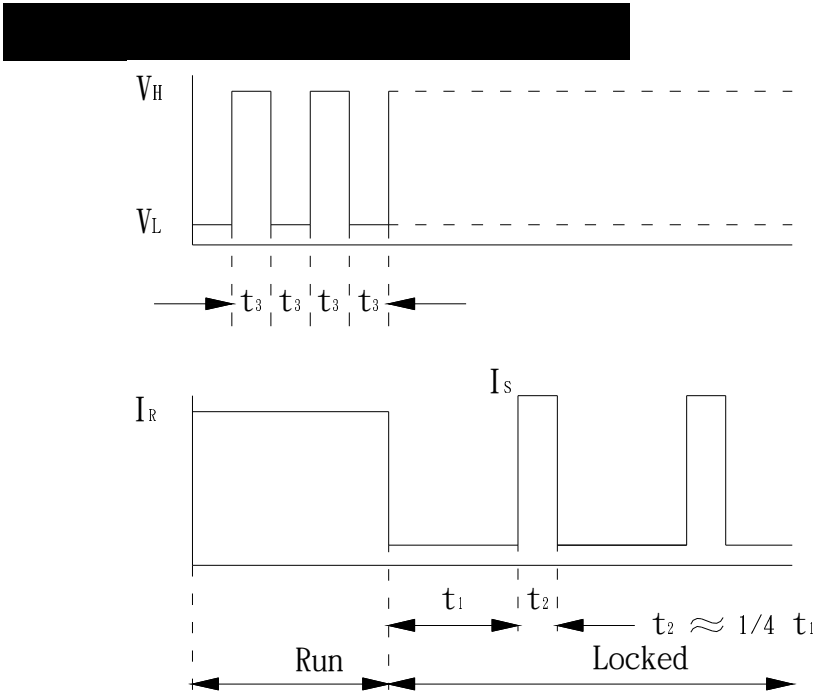 VH
VL
t3 t3 t3 t3
IS
IR
t1 t2
t2 ≈ 1/4 t1
Run Locked